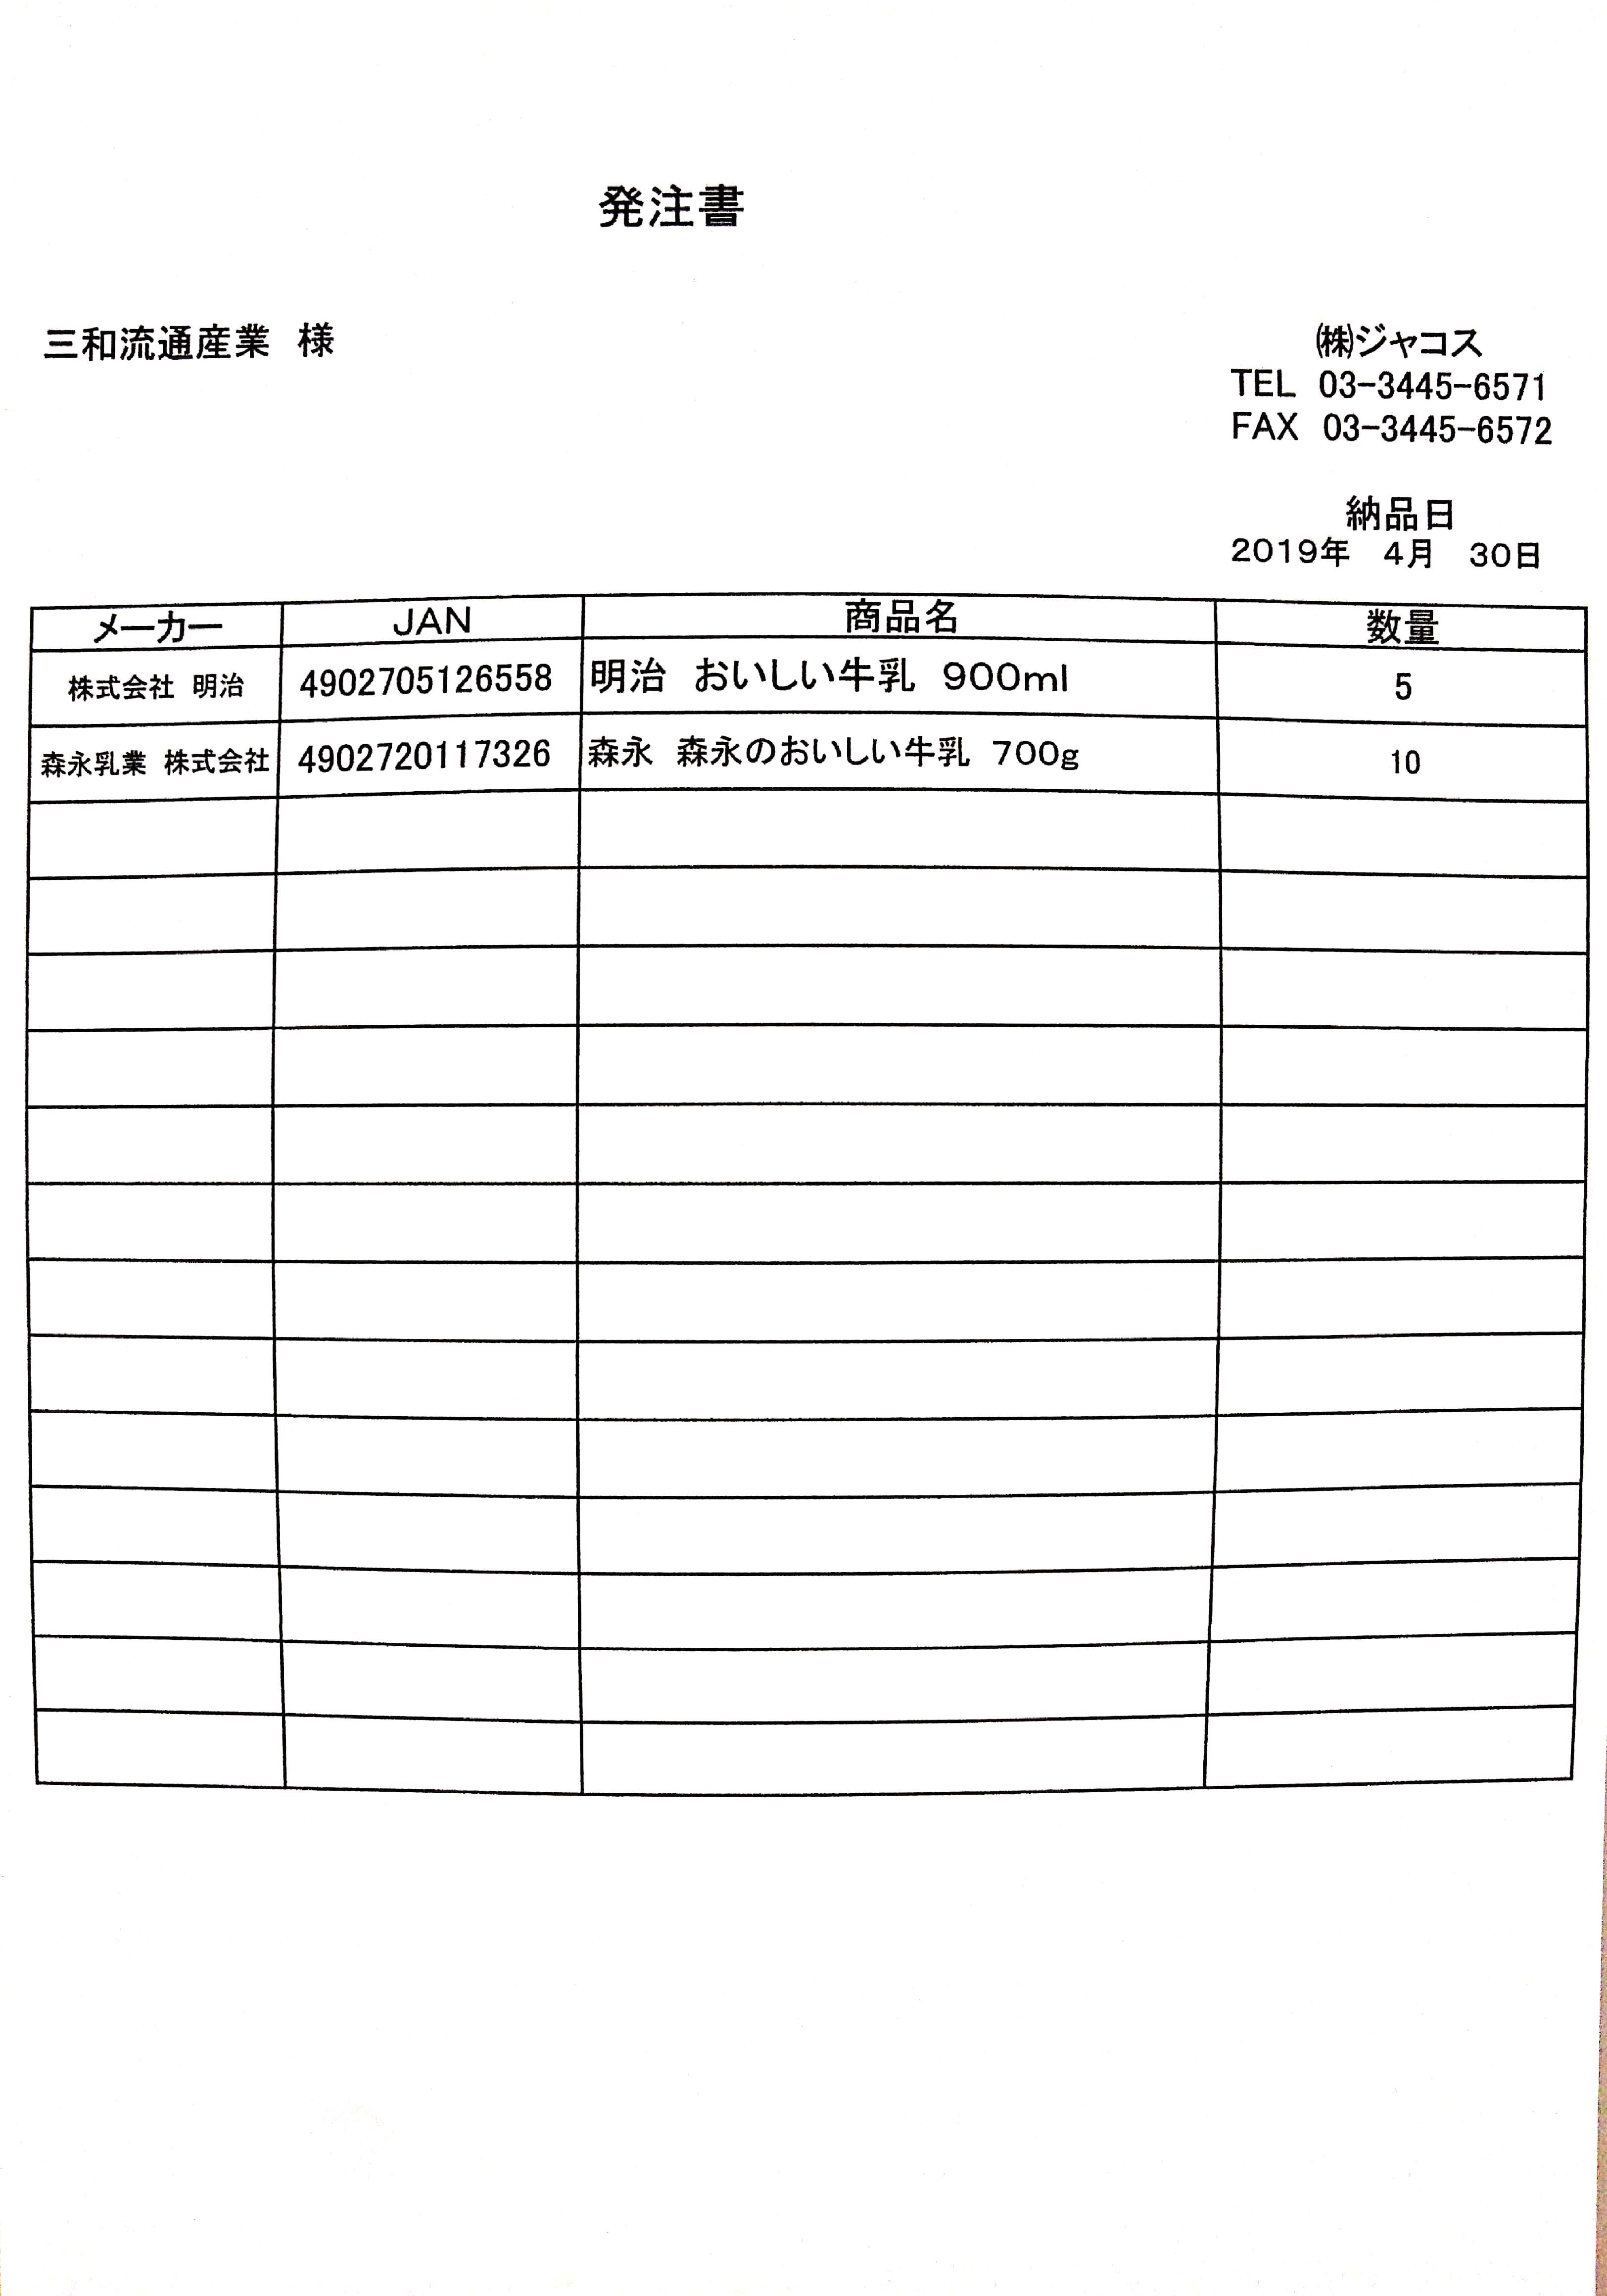 発注書
三和流通産業 様
㈱ジャコス
TEL 03-3445-6571
FAX 03-3445-6572
納品日
2019年 4月 30日
メーカー JAN 商品名 数量
株式会社 明治 4902705126558 明治 おいしい牛乳 900ml 5
森永乳業 株式会社 4902720117326 森永 森永のおいしい牛乳 700g 10